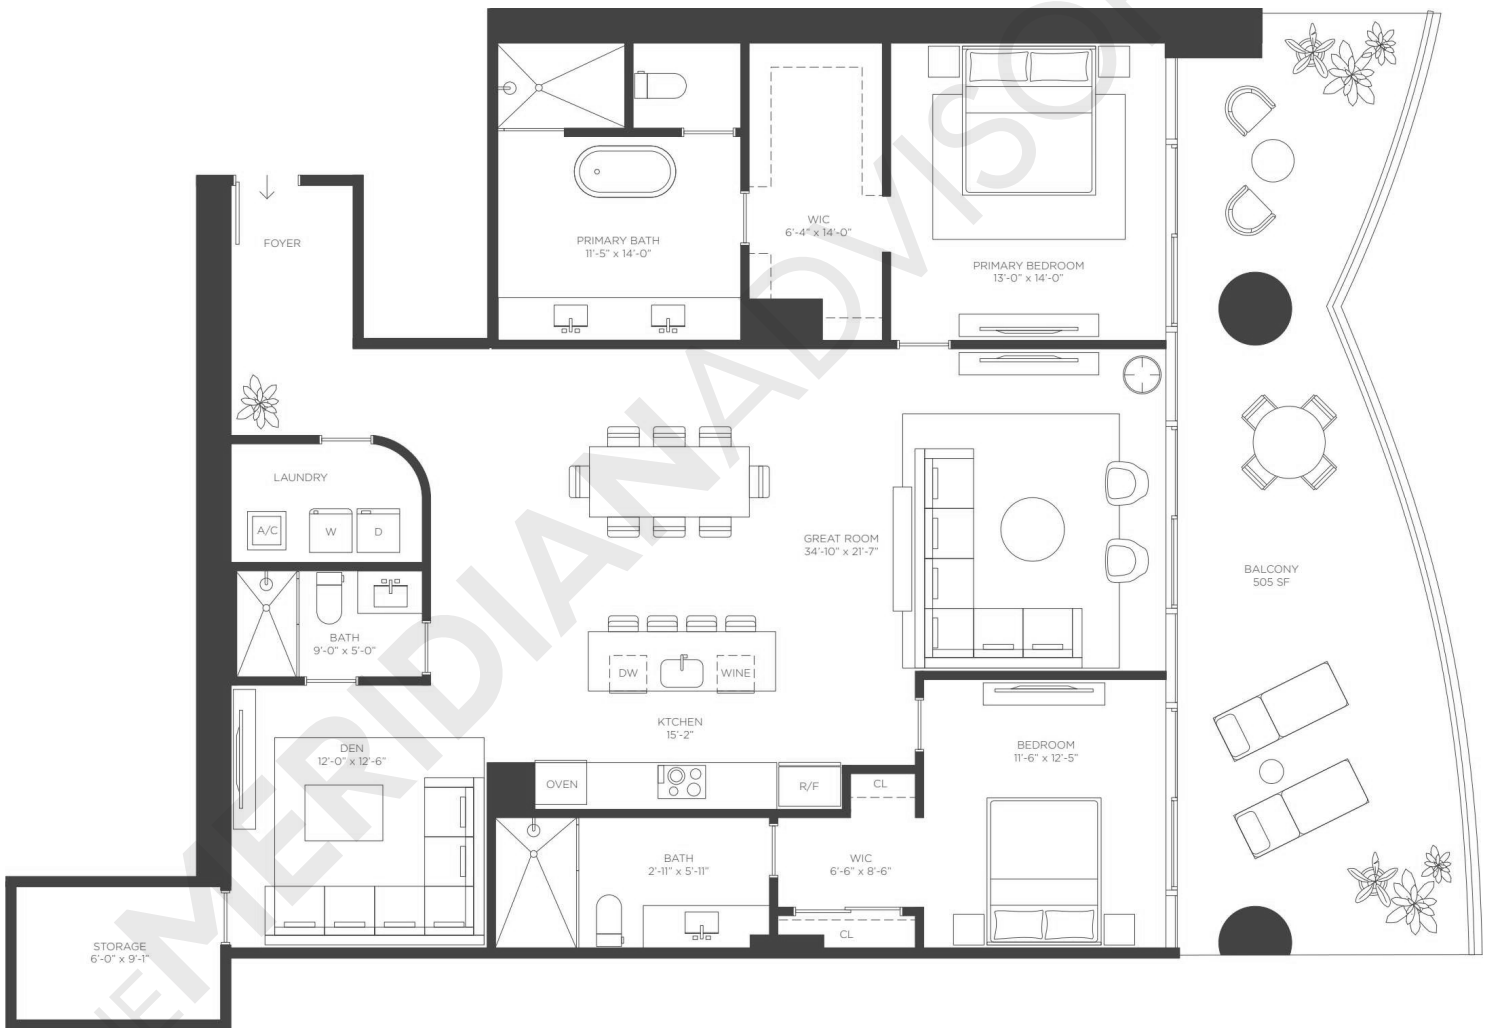 FOYER
PRIMARY BATH
11'-5" x 14'-0"
WIC
6'-4" x 14'-0"
PRIMARY BEDROOM
13'-0" x 14'-0"
LAUNDRY
A/C
W
D
GREAT ROOM
34'-10" x 21'-7"
BALCONY
505 SF
BATH
9'-0" x 5'-0"
DW
WINE
KTCHEN
15'-2"
DEN
12'-0" x 12'-6"
BEDROOM
11'-6" x 12'-5"
OVEN
R/F
CL
BATH
2'-11" x 5'-11"
WIC
6'-6" x 8'-6"
CL
STORAGE
6'-0" x 9'-1"
MERIDIANADVISO